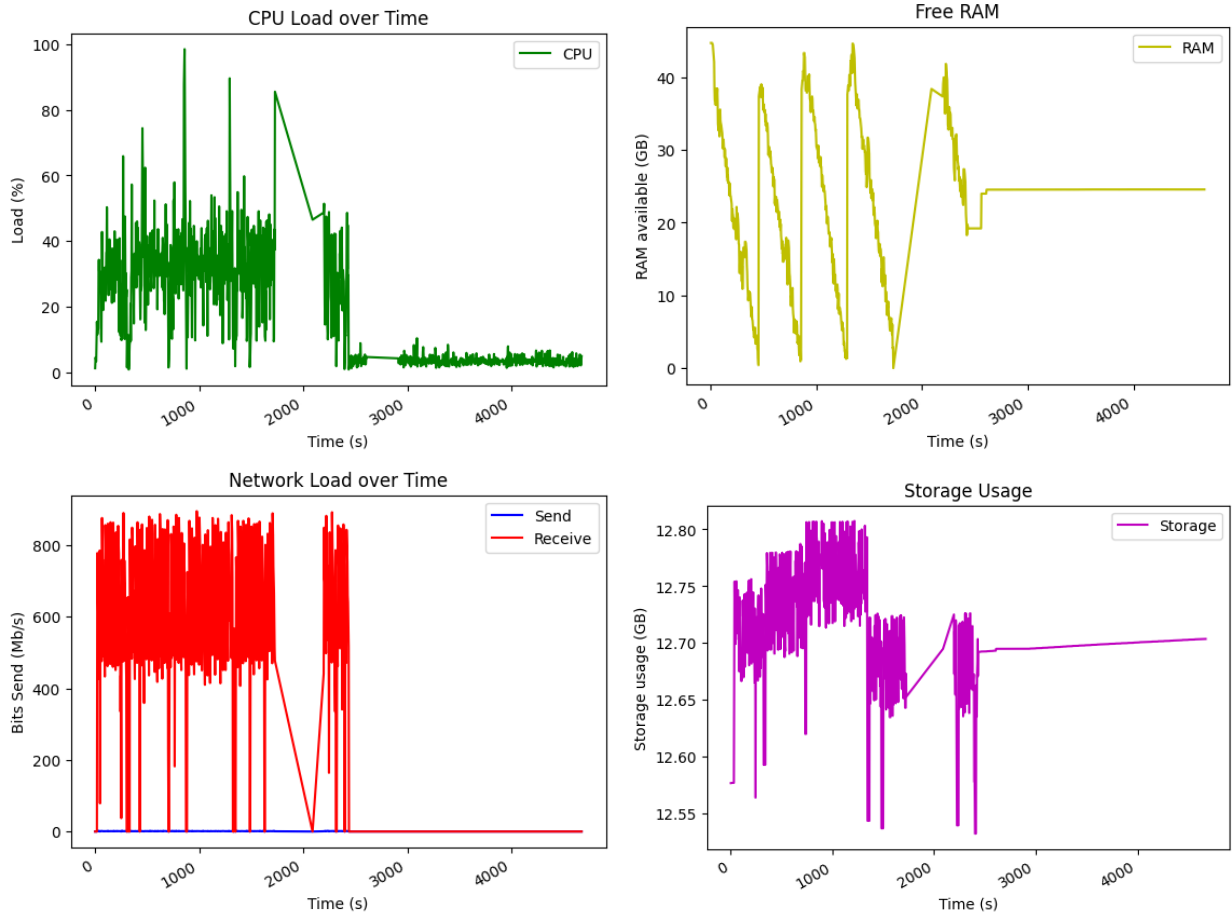 CPU Load over Time
CPU
Load (%)
100
80
60
40
20
0
0
1000
2000
3000
4000
Time (s)
Free RAM
RAM
RAM available (GB)
40
30
20
10
0
0
1000
2000
3000
4000
Time (s)
Network Load over Time
Send
Receive
Bits Send (Mb/s)
800
600
400
200
0
0
1000
2000
3000
4000
Time (s)
Storage Usage
Storage
Storage usage (GB)
12.80
12.75
12.70
12.65
12.60
12.55
0
1000
2000
3000
4000
Time (s)